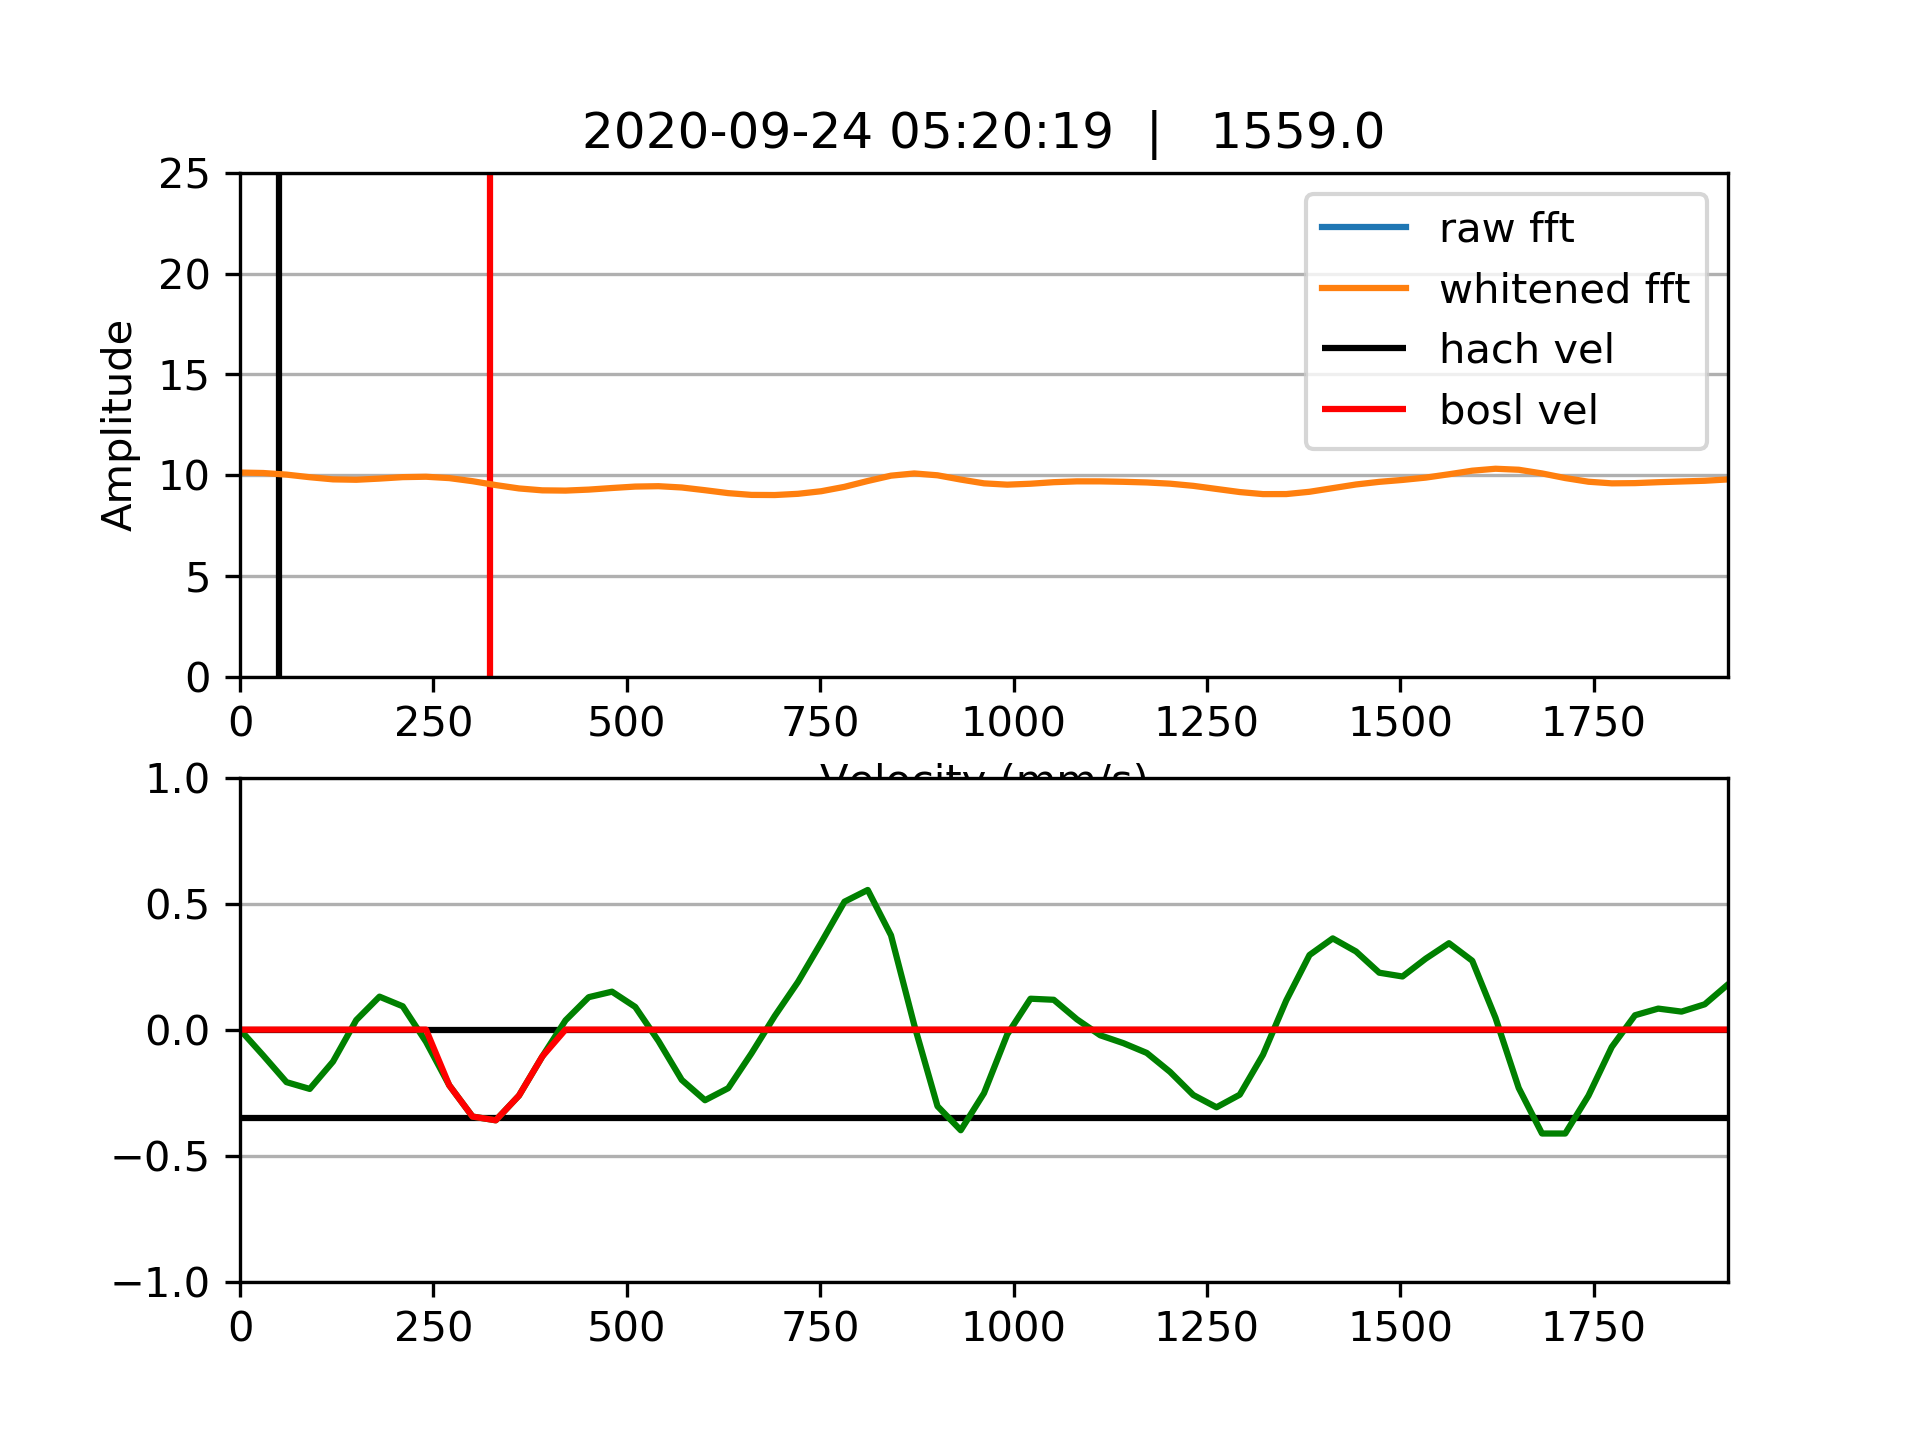 2020-09-24 05:20:19 | 1559.0
25
20
15
10
5
0
Amplitude
raw fft
whitened fft
hach vel
bosl vel
0 250 500 750 1000 1250 1500 1750
Velocity (mm/s)
1.0
0.5
0.0
−0.5
−1.0
0 250 500 750 1000 1250 1500 1750